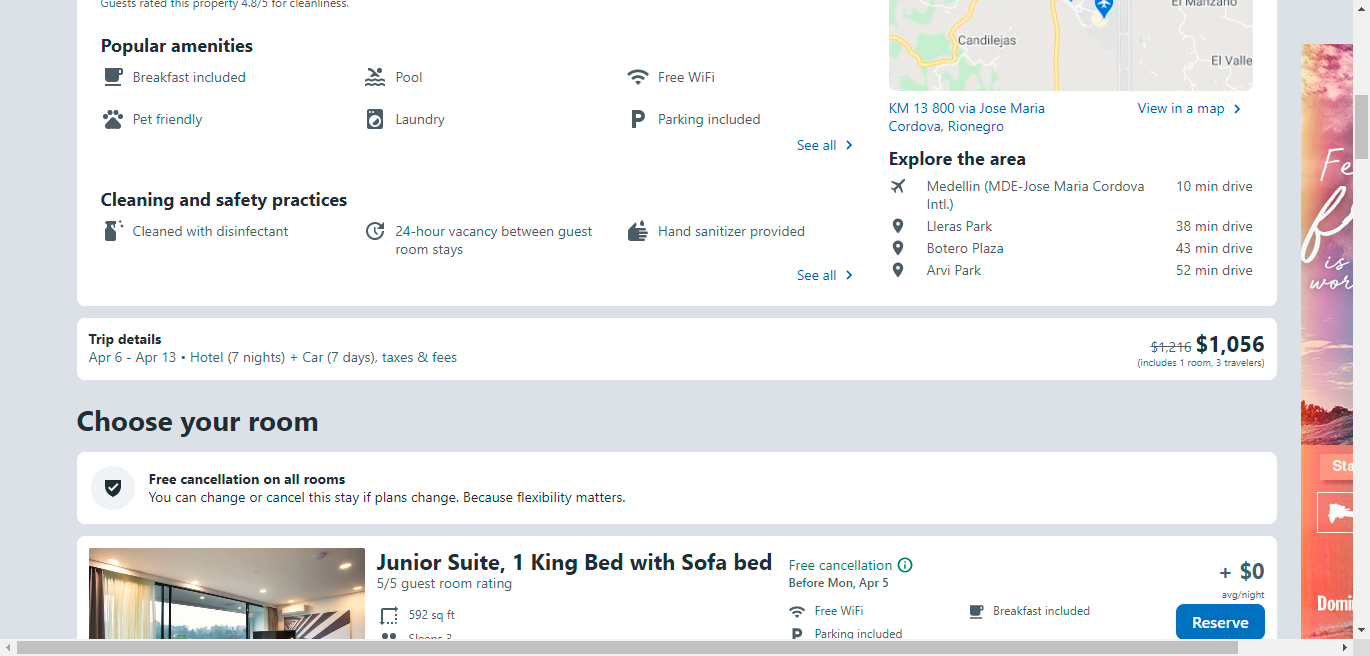 Guests rated this property 4.8/5 for cleanliness.
Popular amenities
Breakfast included
Pool
Free WiFi
Pet friendly
Laundry
Parking included
See all
Cleaning and safety practices
Cleaned with disinfectant
24-hour vacancy between guest
room stays
Hand sanitizer provided
See all
El Manzano
Candilejas
El Valle
KM 13 800 via Jose Maria
Cordova, Rionegro
View in a map
Explore the area
Medellin (MDE-Jose Maria Cordova
Intl.)
10 min drive
Lleras Park
38 min drive
Botero Plaza
43 min drive
Arvi Park
52 min drive
Trip details
Apr 6 - Apr 13 • Hotel (7 nights) + Car (7 days), taxes & fees
$1,216 $1,056
(includes 1 room, 3 travelers)
Choose your room
Free cancellation on all rooms
You can change or cancel this stay if plans change. Because flexibility matters.
Junior Suite, 1 King Bed with Sofa bed
5/5 guest room rating
592 sq ft
Sleeps 3
Free cancellation
Before Mon, Apr 5
Free WiFi
Breakfast included
Parking included
+ $0
avg/night
Reserve
Fe
is
wor
Sta
Domi